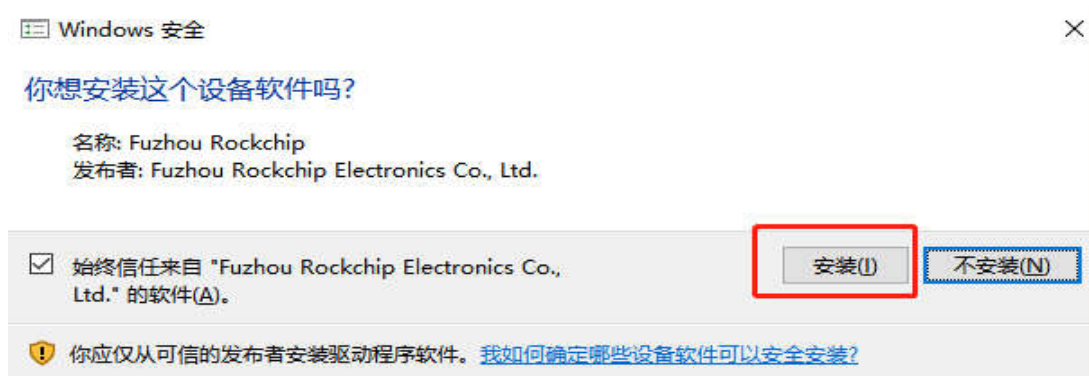 Windows 安全
你想安装这个设备软件吗?
名称: Fuzhou Rockchip
发布者: Fuzhou Rockchip Electronics Co., Ltd.
始终信任来自 "Fuzhou Rockchip Electronics Co.,
Ltd." 的软件(A)。
安装(I)
不安装(N)
你应仅从可信的发布者安装驱动程序软件。我如何确定哪些设备软件可以安全安装?